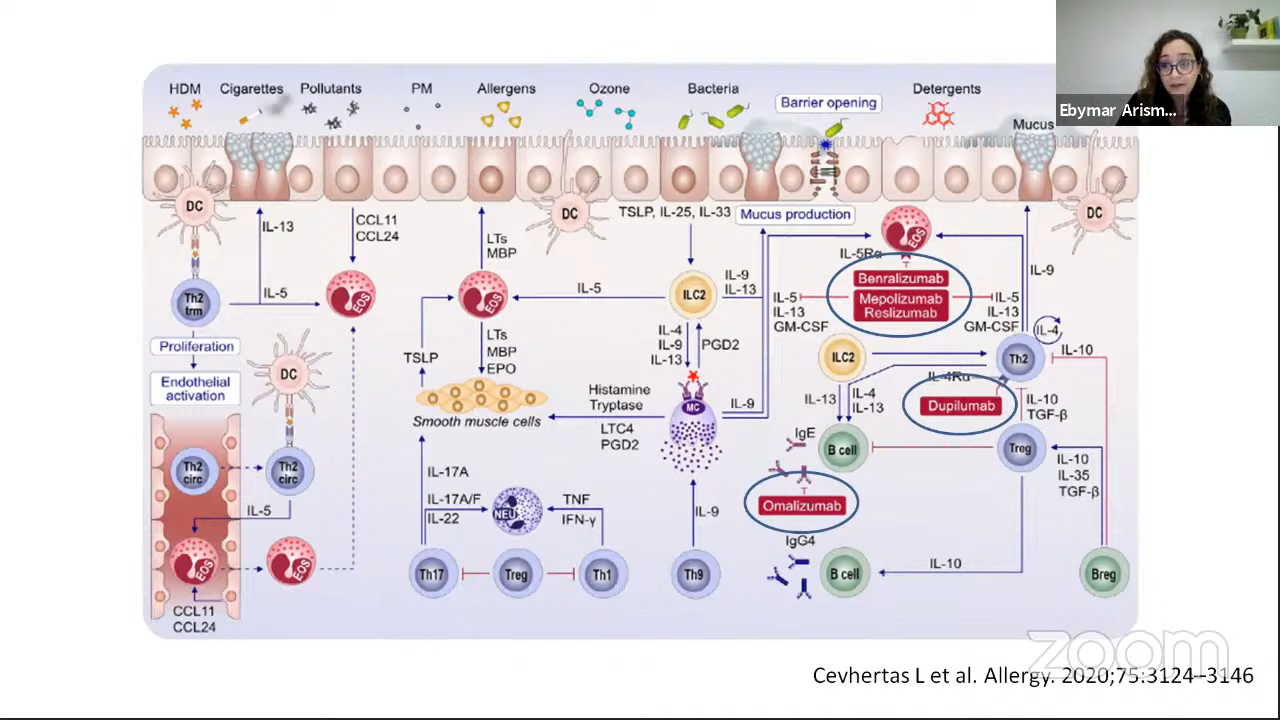 HDM
Cigarettes
Pollutants
PM
Allergens
Ozone
Bacteria
Barrier opening
Detergents
Mucus
Ebymar Arism...
DC
IL-13
CCL11
CCL24
LTs
MBP
DC
TSLP, IL-25, IL-33
Mucus production
EOS
DC
IL-5Rα
Th2
trm
IL-5
EOS
EOS
IL-5
ILC2
IL-9
IL-13
Benralizumab
Mepolizumab
Reslizumab
IL-5
IL-13
GM-CSF
IL-5
IL-13
GM-CSF
IL-9
IL-4
Proliferation
Endothelial
activation
DC
TSLP
LTs
MBP
EPO
IL-4
IL-9
IL-13
PGD2
ILC2
Th2
IL-10
IL-4Rα
Dupilumab
Smooth muscle cells
Histamine
Tryptase
LTC4
PGD2
MC
IL-9
IL-13
IL-4
IL-13
IL-10
TGF-β
IgE
B cell
Treg
Th2
circ
Th2
circ
IL-5
IL-17A
IL-17A/F
IL-22
NEU
TNF
IFN-γ
IL-9
Omalizumab
IL-10
IL-35
TGF-β
EOS
EOS
Th17
Treg
Th1
Th9
IgG4
B cell
IL-10
Breg
CCL11
CCL24
zoom
Cevhertas L et al. Allergy. 2020;75:3124–3146